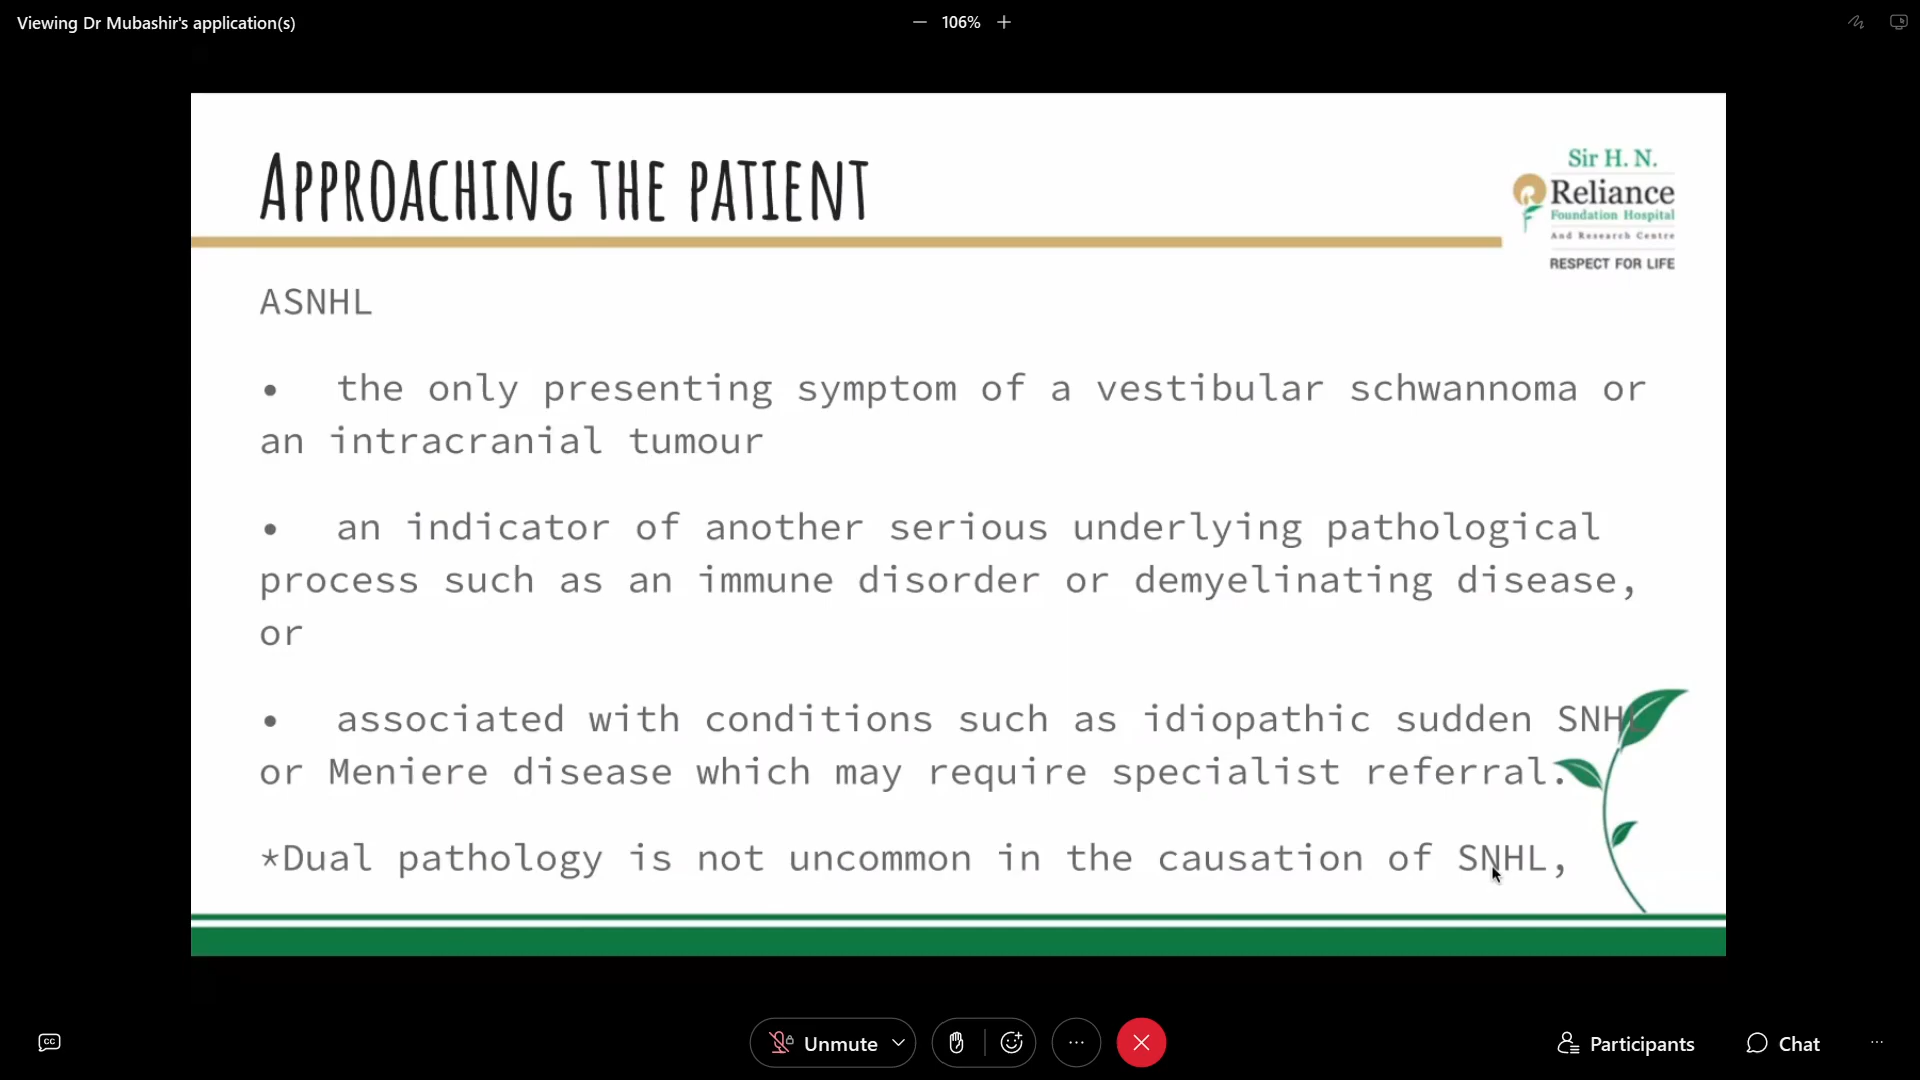 Viewing Dr Mubashir's application(s)
106%
APPROACHING THE PATIENT
Sir H. N.
Reliance
Foundation Hospital
And Research Centre
RESPECT FOR LIFE
ASNHL
• the only presenting symptom of a vestibular schwannoma or
an intracranial tumour
• an indicator of another serious underlying pathological
process such as an immune disorder or demyelinating disease,
or
• associated with conditions such as idiopathic sudden SNHL
or Meniere disease which may require specialist referral.
*Dual pathology is not uncommon in the causation of SNHL,
CC
Unmute
Participants
Chat